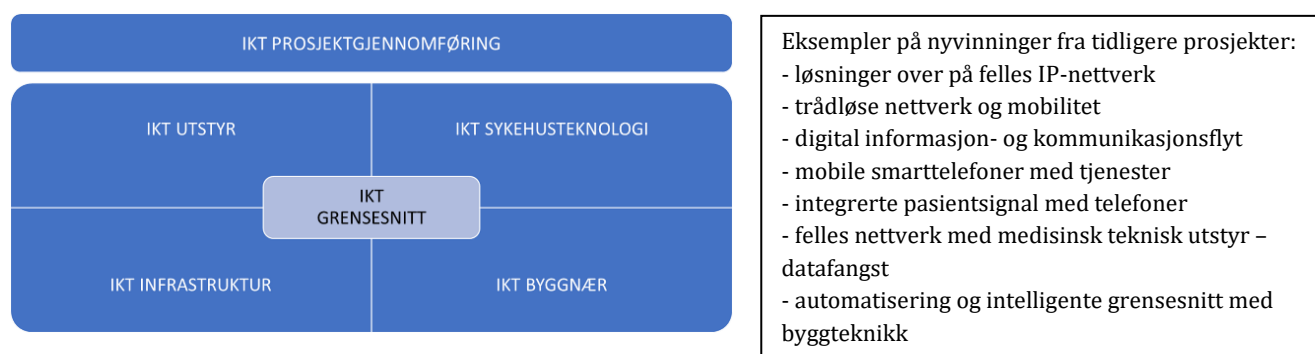 IKT PROSJEKTGJENNOMFØRING
IKT UTSTYR
IKT SYKEHUSTEKNOLOGI
IKT
GRENSESNITT
IKT INFRASTRUKTUR
IKT BYGGNÆR
Eksempler på nyvinninger fra tidligere prosjekter:
- løsninger over på felles IP-nettverk
- trådløse nettverk og mobilitet
- digital informasjon- og kommunikasjonsflyt
- mobile smarttelefoner med tjenester
- integrerte pasientsignal med telefoner
- felles nettverk med medisinsk teknisk utstyr –
datafangst
- automatisering og intelligente grensesnitt med
byggteknikk